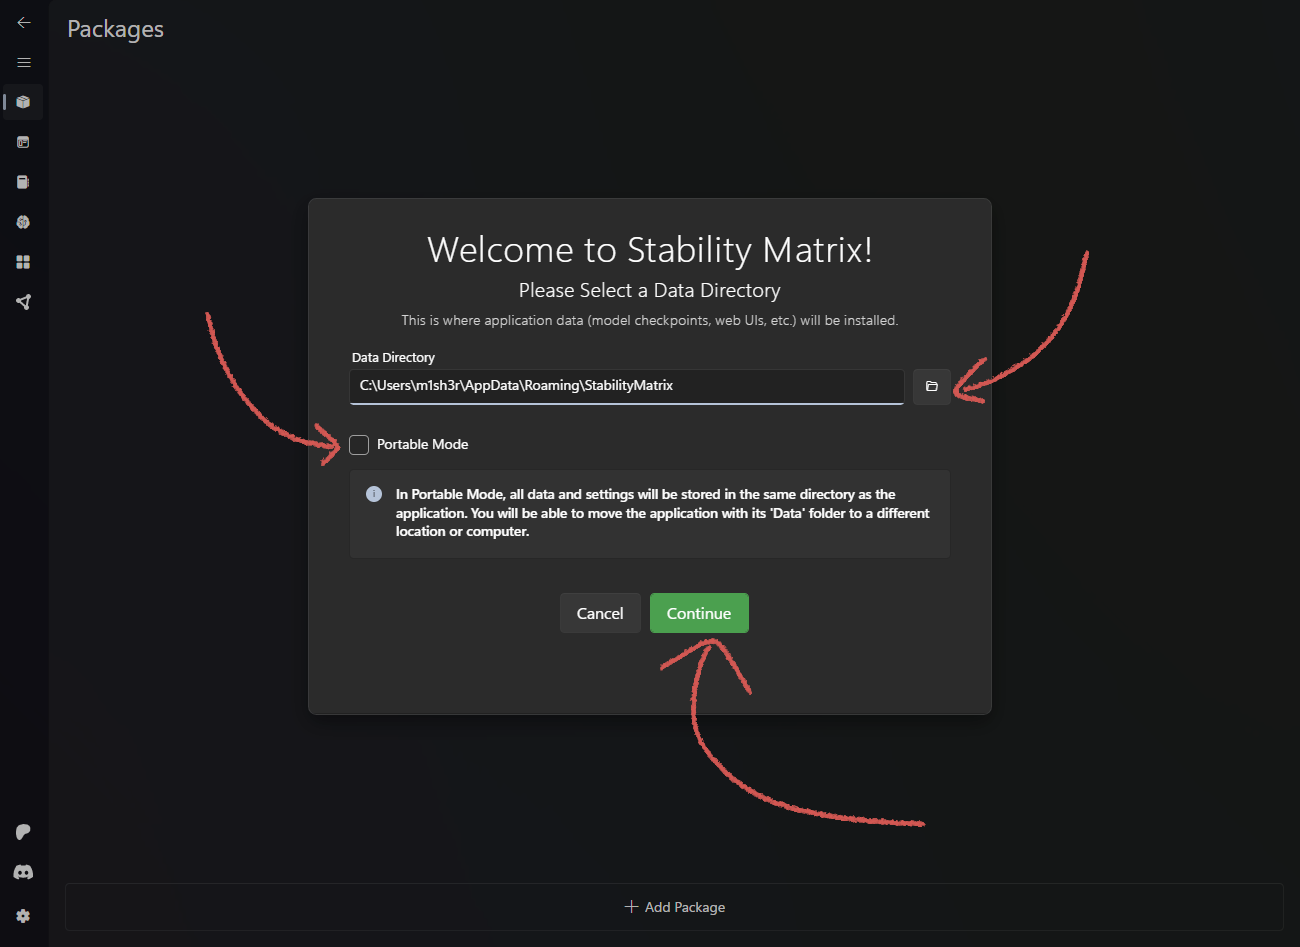 Packages
Welcome to Stability Matrix!
Please Select a Data Directory
This is where application data (model checkpoints, web UIs, etc.) will be installed.
Data Directory
C:\Users\m1sh3r\AppData\Roaming\StabilityMatrix
Portable Mode
In Portable Mode, all data and settings will be stored in the same directory as the
application. You will be able to move the application with its 'Data' folder to a different
location or computer.
Cancel
Continue
Add Package